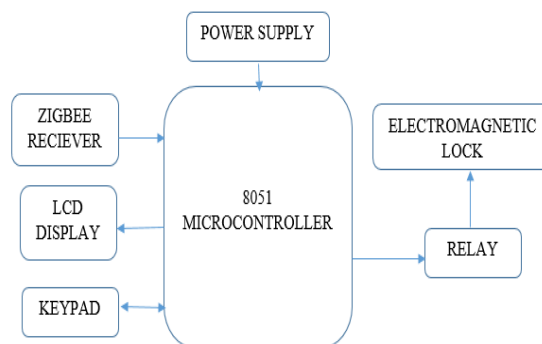 POWER SUPPLY
ZIGBEE
RECIEVER
ELECTROMAGNETIC
LOCK
8051
MICROCONTROLLER
LCD
DISPLAY
RELAY
KEYPAD